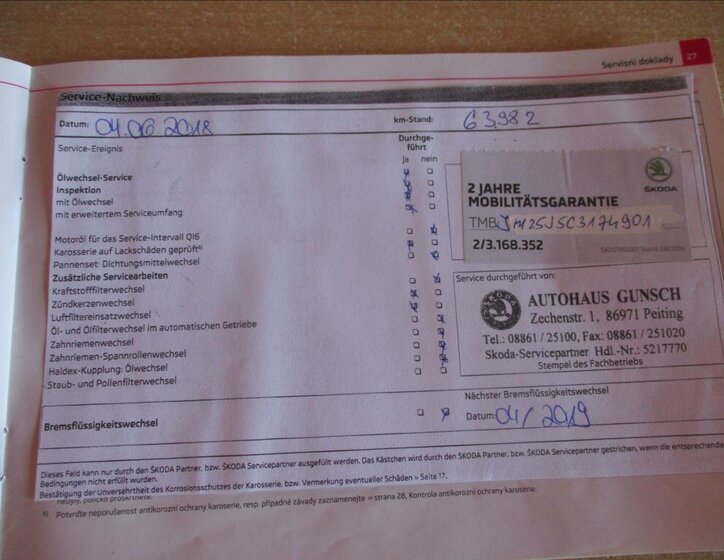 Servisní doklady 27
Service-Nachweis
Datum: 04.06.2018 km-Stand: 63982
Service-Ereignis
Durchge-
führt
ja nein
Ölwechsel-Service
Inspektion
mit Ölwechsel
mit erweitertem Serviceumfang
Motoröl für das Service-Intervall QI6
Karosserie auf Lackschäden geprüft
Pannenset: Dichtungsmittelwechsel
Zusätzliche Servicearbeiten
Kraftstofffilterwechsel
Zündkerzenwechsel
Luftfiltereinsatzwechsel
Öl- und Ölfilterwechsel im automatischen Getriebe
Zahnriemenwechsel
Zahnriemen-Spannrollenwechsel
Haldex-Kupplung: Ölwechsel
Staub- und Pollenfilterwechsel
Bremsflüssigkeitswechsel
ŠKODA
2 JAHRE
MOBILITÄTSGARANTIE
TMB
2/3.168.352
Service durchgeführt von:
AUTOHAUS GUNSCH
Zechenstr. 1, 86971 Peiting
Tel.: 08861 / 25100, Fax: 08861 / 251020
Skoda-Servicepartner Hdl.-Nr.: 5217770
Stempel des Fachbetriebs
Nächster Bremsflüssigkeitswechsel
Datum: 04/2019
Dieses Feld kann nur durch den ŠKODA Partner, bzw. ŠKODA Servicepartner ausgefüllt werden. Das Kästchen wird durch den ŠKODA Partner, bzw. ŠKODA Servicepartner gestrichen, wenn die entsprechende
Bedingungen nicht erfüllt wurden.
Bestätigung der Unversehrtheit des Korrosionsschutzes der Karosserie, bzw. Vermerkung eventueller Schäden » Seite 17.
Potvrďte neporušenost antikorozní ochrany karoserie, resp. případné závady zaznamenejte » strana 28, Kontrola antikorozní ochrany karoserie.